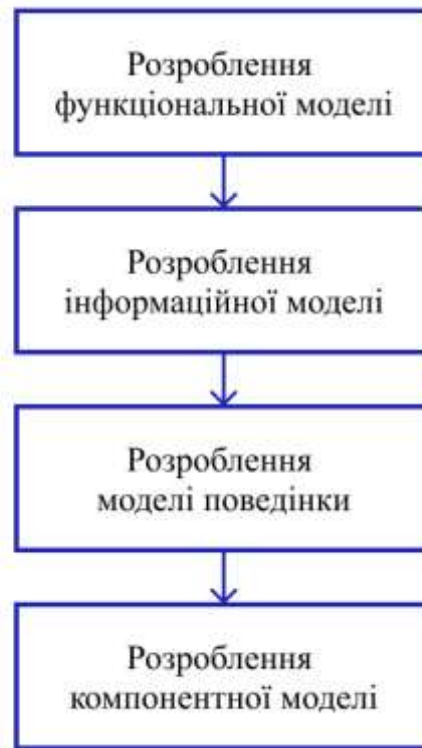 Розроблення
функціональної моделі
Розроблення
інформаційної моделі
Розроблення
моделі поведінки
Розроблення
компонентної моделі